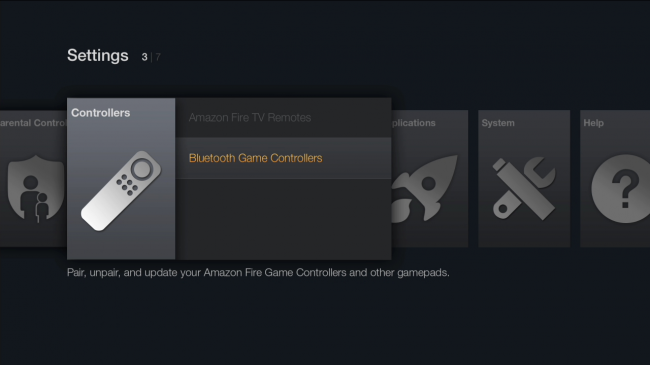 Settings 3 | 7
arental Contro
Controllers
Amazon Fire TV Remotes
Bluetooth Game Controllers
plications
System
Help
Pair, unpair, and update your Amazon Fire Game Controllers and other gamepads.